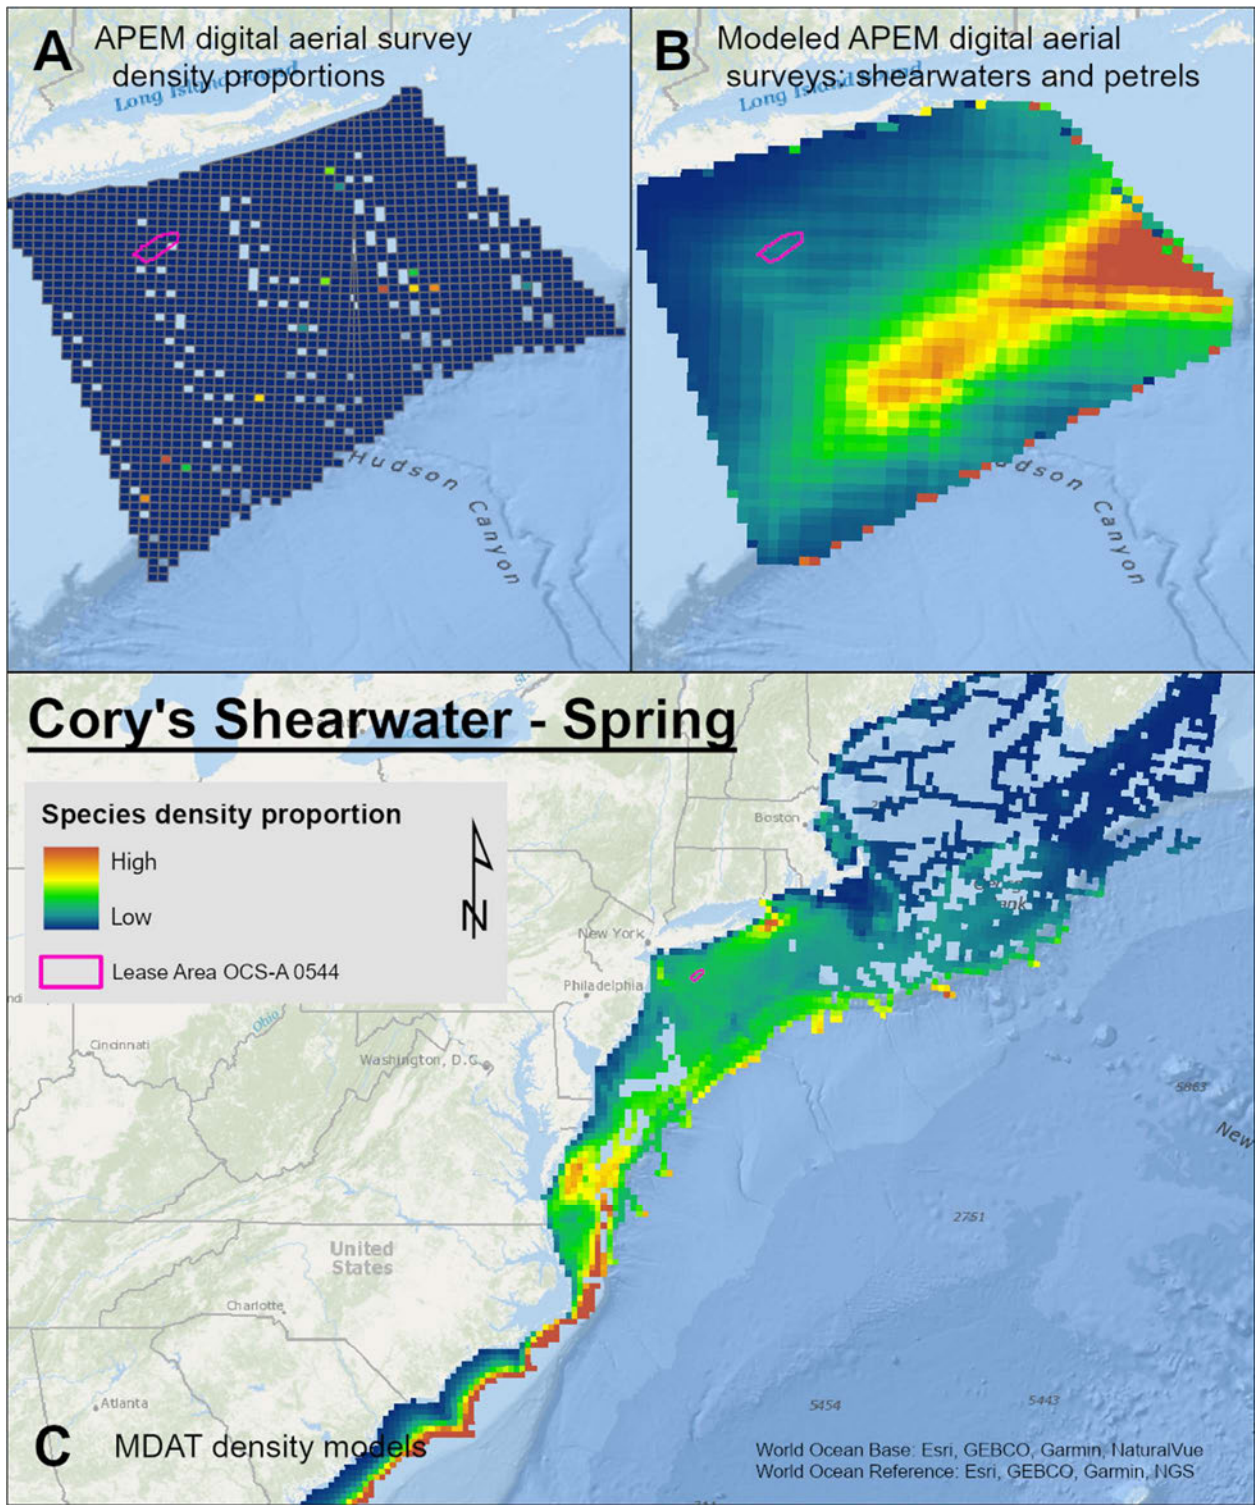 A APEM digital aerial survey
density proportions
Long Island Sound
Hudson Canyon
B Modeled APEM digital aerial
surveys: shearwaters and petrels
Long Island Sound
Hudson Canyon
Cory's Shearwater - Spring
Species density proportion
High
Low
Lease Area OCS-A 0544
N
Boston
New York
Philadelphia
Ohio
Cincinnati
Washington, D.C.
5863
New
2751
United
States
Charlotte
Atlanta
5454
5443
C MDAT density models
World Ocean Base: Esri, GEBCO, Garmin, NaturalVue
World Ocean Reference: Esri, GEBCO, Garmin, NGS